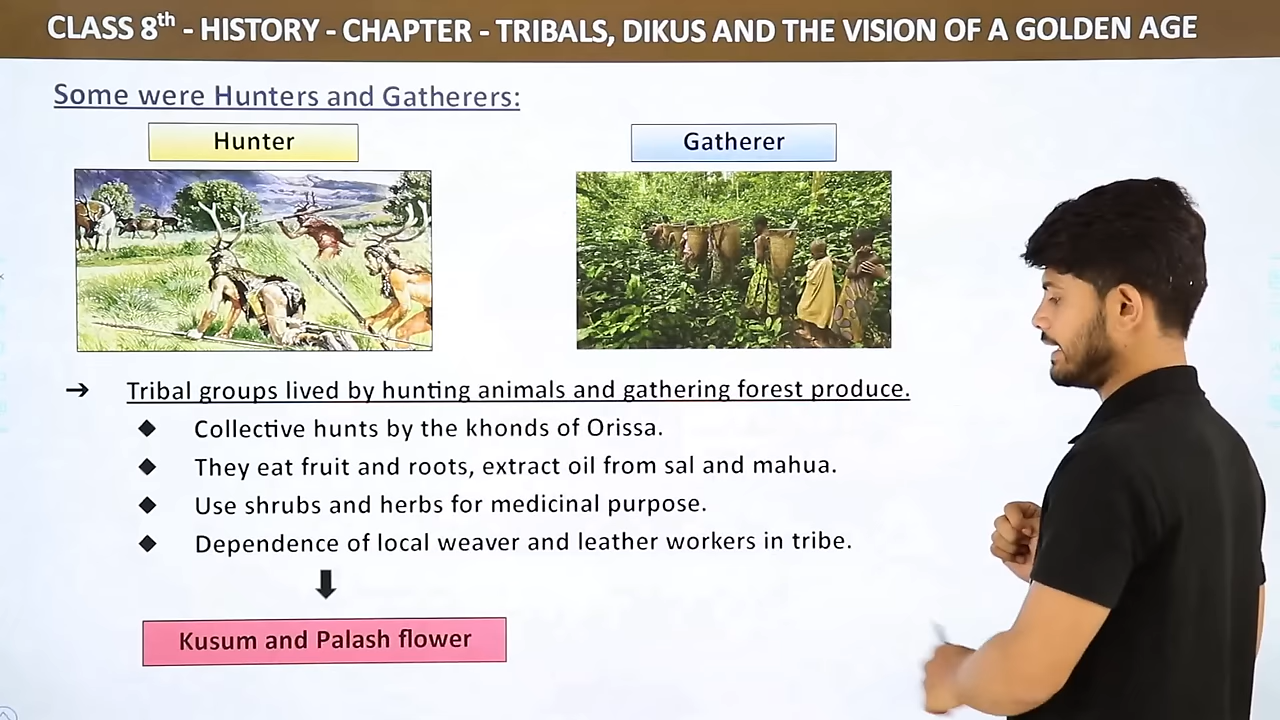 CLASS 8th - HISTORY - CHAPTER - TRIBALS, DIKUS AND THE VISION OF A GOLDEN AGE
Some were Hunters and Gatherers:
Hunter
Gatherer
→ Tribal groups lived by hunting animals and gathering forest produce.
◆ Collective hunts by the khonds of Orissa.
◆ They eat fruit and roots, extract oil from sal and mahua.
◆ Use shrubs and herbs for medicinal purpose.
◆ Dependence of local weaver and leather workers in tribe.
Kusum and Palash flower